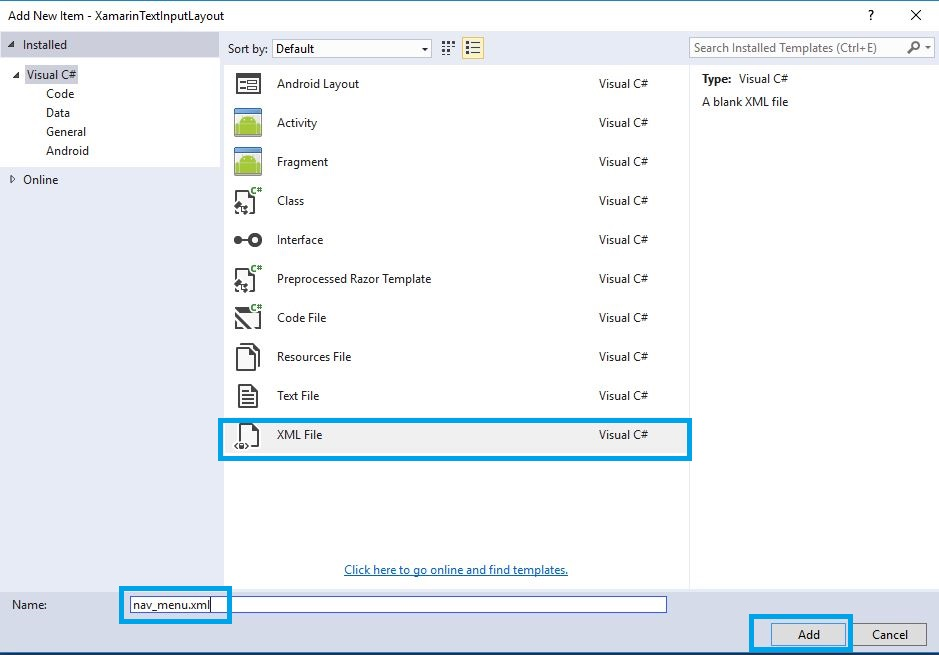 Add New Item - XamarinTextInputLayout ?
Installed
Sort by: Default
Search Installed Templates (Ctrl+E)
Visual C#
Code
Data
General
Android
Online
Android Layout Visual C#
Activity Visual C#
Fragment Visual C#
C# Class Visual C#
Interface Visual C#
C# Preprocessed Razor Template Visual C#
C# Code File Visual C#
Resources File Visual C#
Text File Visual C#
XML File Visual C#
Type: Visual C#
A blank XML file
Click here to go online and find templates.
Name: nav_menu.xml
Add Cancel